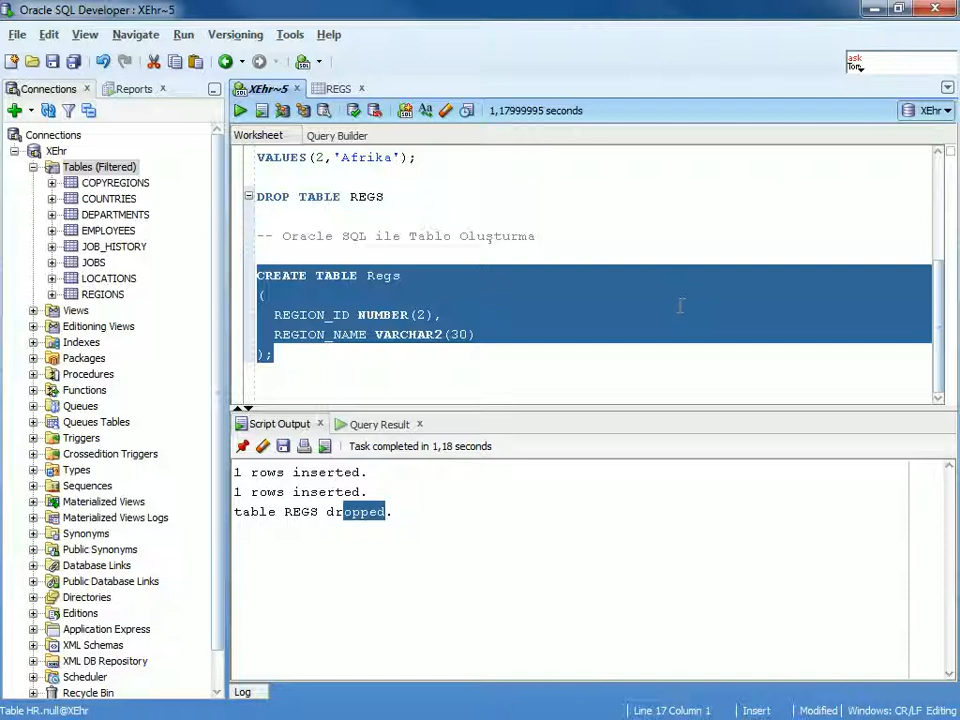 Oracle SQL Developer : XEhr~5
File Edit View Navigate Run Versioning Tools Help
ask
Tom
Connections Reports
Connections
XEhr
Tables (Filtered)
COPYREGIONS
COUNTRIES
DEPARTMENTS
EMPLOYEES
JOB_HISTORY
JOBS
LOCATIONS
REGIONS
Views
Editioning Views
Indexes
Packages
Procedures
Functions
Queues
Queues Tables
Triggers
Crossedition Triggers
Types
Sequences
Materialized Views
Materialized Views Logs
Synonyms
Public Synonyms
Database Links
Public Database Links
Directories
Editions
Application Express
XML Schemas
XML DB Repository
Scheduler
Recycle Bin
XEhr~5 REGS
1,17999995 seconds XEhr
Worksheet Query Builder
VALUES(2,'Afrika');
DROP TABLE REGS
-- Oracle SQL ile Tablo Oluşturma
CREATE TABLE Regs
(
REGION_ID NUMBER(2),
REGION_NAME VARCHAR2(30)
);
Script Output Query Result
Task completed in 1,18 seconds
1 rows inserted.
1 rows inserted.
table REGS dropped.
Log
Table HR.null@XEhr Line 17 Column 1 Insert Modified Windows: CR/LF Editing